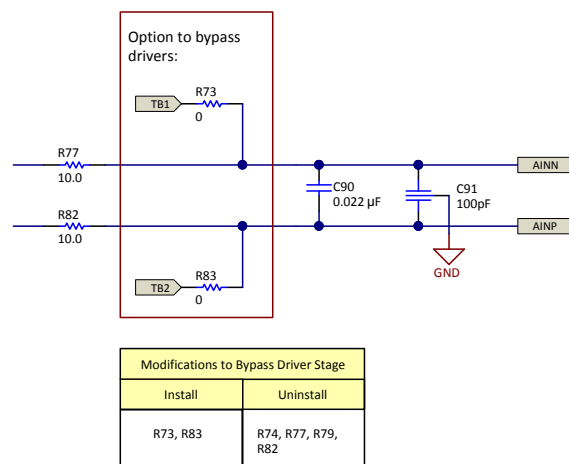 Option to bypass
drivers:
R73
TB1
0
R77
10.0
C90
0.022 µF
C91
100pF
AINN
R82
10.0
AINP
GND
R83
TB2
0
Modifications to Bypass Driver Stage
Install Uninstall
R73, R83 R74, R77, R79,
R82